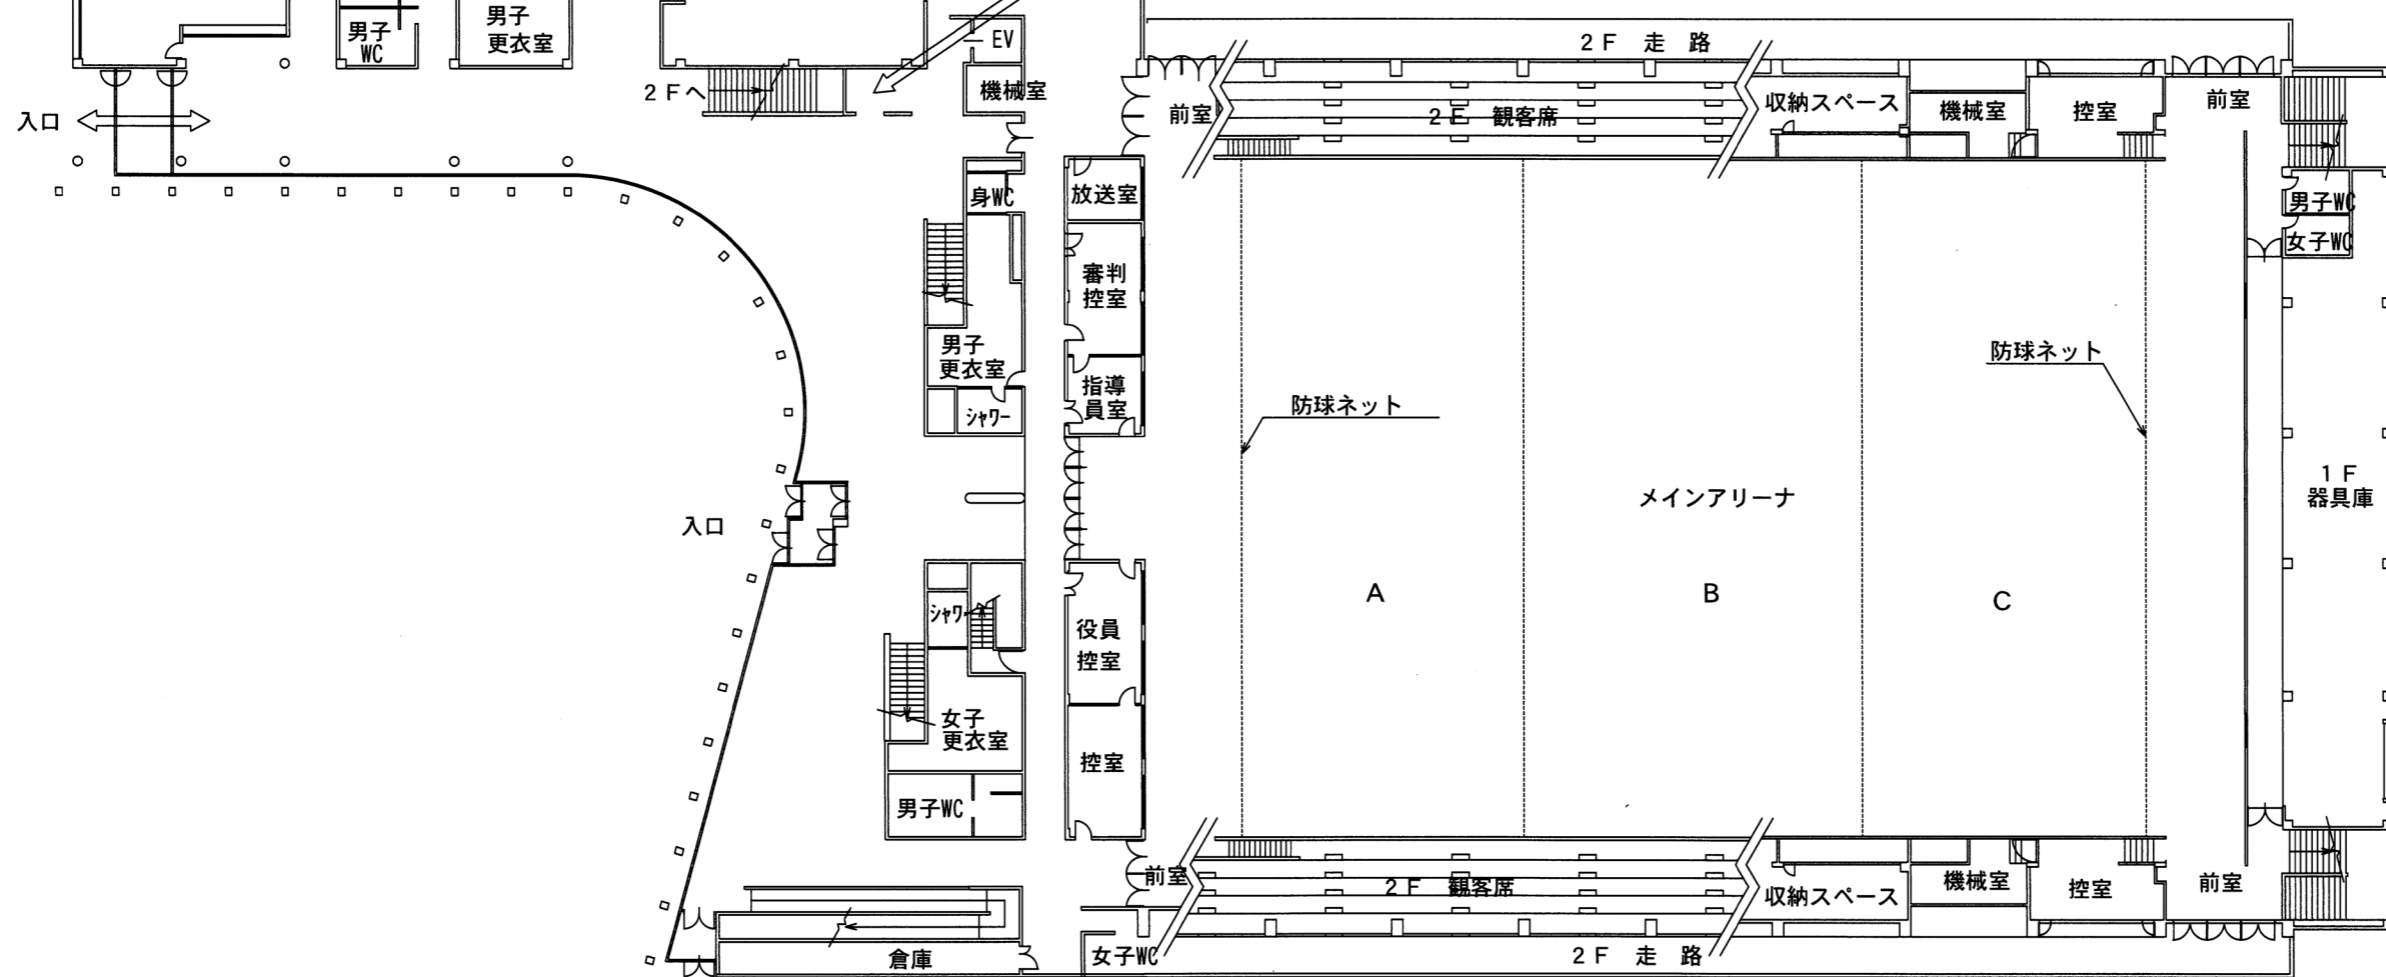 男子
WC
男子
更衣室
EV
機械室
2Fへ
入口
2F 走路
前室
2F 観客席
収納スペース
機械室
控室
前室
身WC
放送室
男子WC
女子WC
審判
控室
男子
更衣室
シャワー
指導
員室
防球ネット
防球ネット
入口
メインアリーナ
1F
器具庫
A
B
C
シャワー
役員
控室
女子
更衣室
控室
男子WC
前室
2F 観客席
収納スペース
機械室
控室
前室
倉庫
女子WC
2F 走路